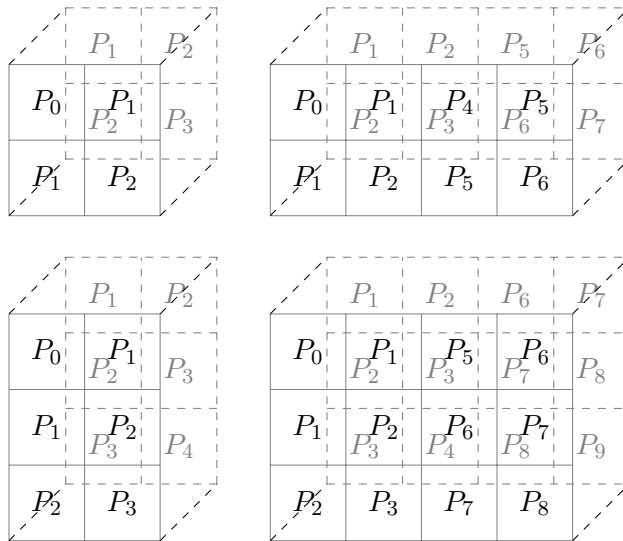 P₁ P₂ P₁ P₂ P₅ P₆
P₀ P₁ P₀ P₁ P₄ P₅
P₂ P₃ P₂ P₃ P₆ P₇
P₁ P₂ P₁ P₂ P₅ P₆
P₁ P₂ P₁ P₂ P₆ P₇
P₀ P₁ P₀ P₁ P₅ P₆
P₂ P₃ P₂ P₃ P₇ P₈
P₁ P₂ P₁ P₂ P₆ P₇
P₃ P₄ P₃ P₄ P₈ P₉
P₂ P₃ P₂ P₃ P₇ P₈